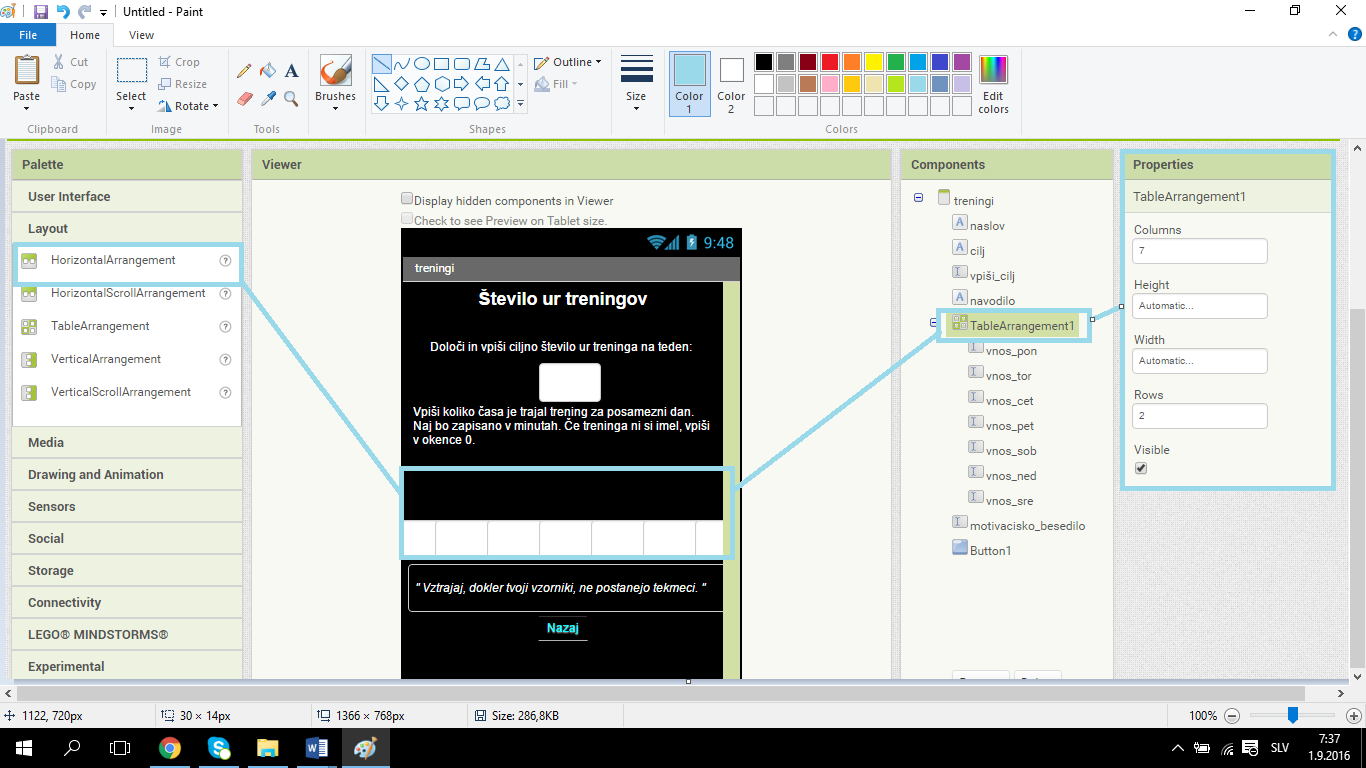 Untitled - Paint
File
Home
View
Paste
Cut
Copy
Clipboard
Select
Crop
Resize
Rotate
Image
A
Tools
Brushes
Shapes
Outline
Fill
Size
Color 1
Color 2
Colors
Edit colors
Palette
User Interface
Layout
HorizontalArrangement
HorizontalScrollArrangement
TableArrangement
VerticalArrangement
VerticalScrollArrangement
Media
Drawing and Animation
Sensors
Social
Storage
Connectivity
LEGO® MINDSTORMS®
Experimental
Viewer
Display hidden components in Viewer
Check to see Preview on Tablet size.
9:48
treningi
Število ur treningov
Določi in vpiši ciljno število ur treninga na teden:
Vpiši koliko časa je trajal trening za posamezni dan.
Naj bo zapisano v minutah. Če treninga ni si imel, vpiši
v okence 0.
" Vztrajaj, dokler tvoji vzorniki, ne postanejo tekmeci. "
Nazaj
Components
treningi
naslov
cilj
vpiši_cilj
navodilo
TableArrangement1
vnos_pon
vnos_tor
vnos_cet
vnos_pet
vnos_sob
vnos_ned
vnos_sre
motivacisko_besedilo
Button1
Properties
TableArrangement1
Columns
7
Height
Automatic...
Width
Automatic...
Rows
2
Visible
1122, 720px
30 × 14px
1366 × 768px
Size: 286,8KB
100%
SLV
7:37
1.9.2016